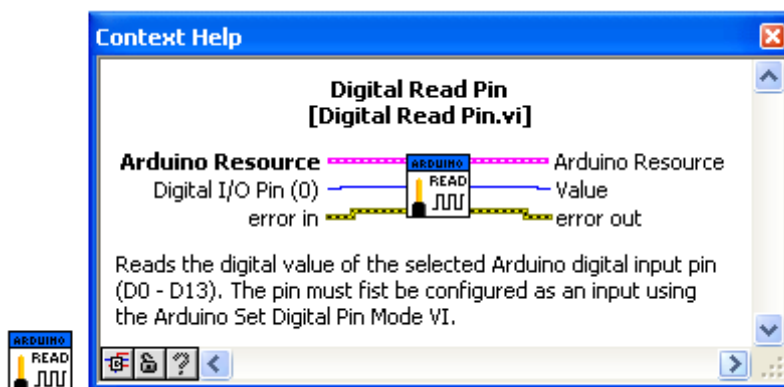 Context Help
Digital Read Pin
[Digital Read Pin.vi]
Arduino Resource ARDUINO Arduino Resource
Digital I/O Pin (0) READ Value
error in error out
Reads the digital value of the selected Arduino digital input pin
(D0 - D13). The pin must fist be configured as an input using
the Arduino Set Digital Pin Mode VI.
ARDUINO
READ
?